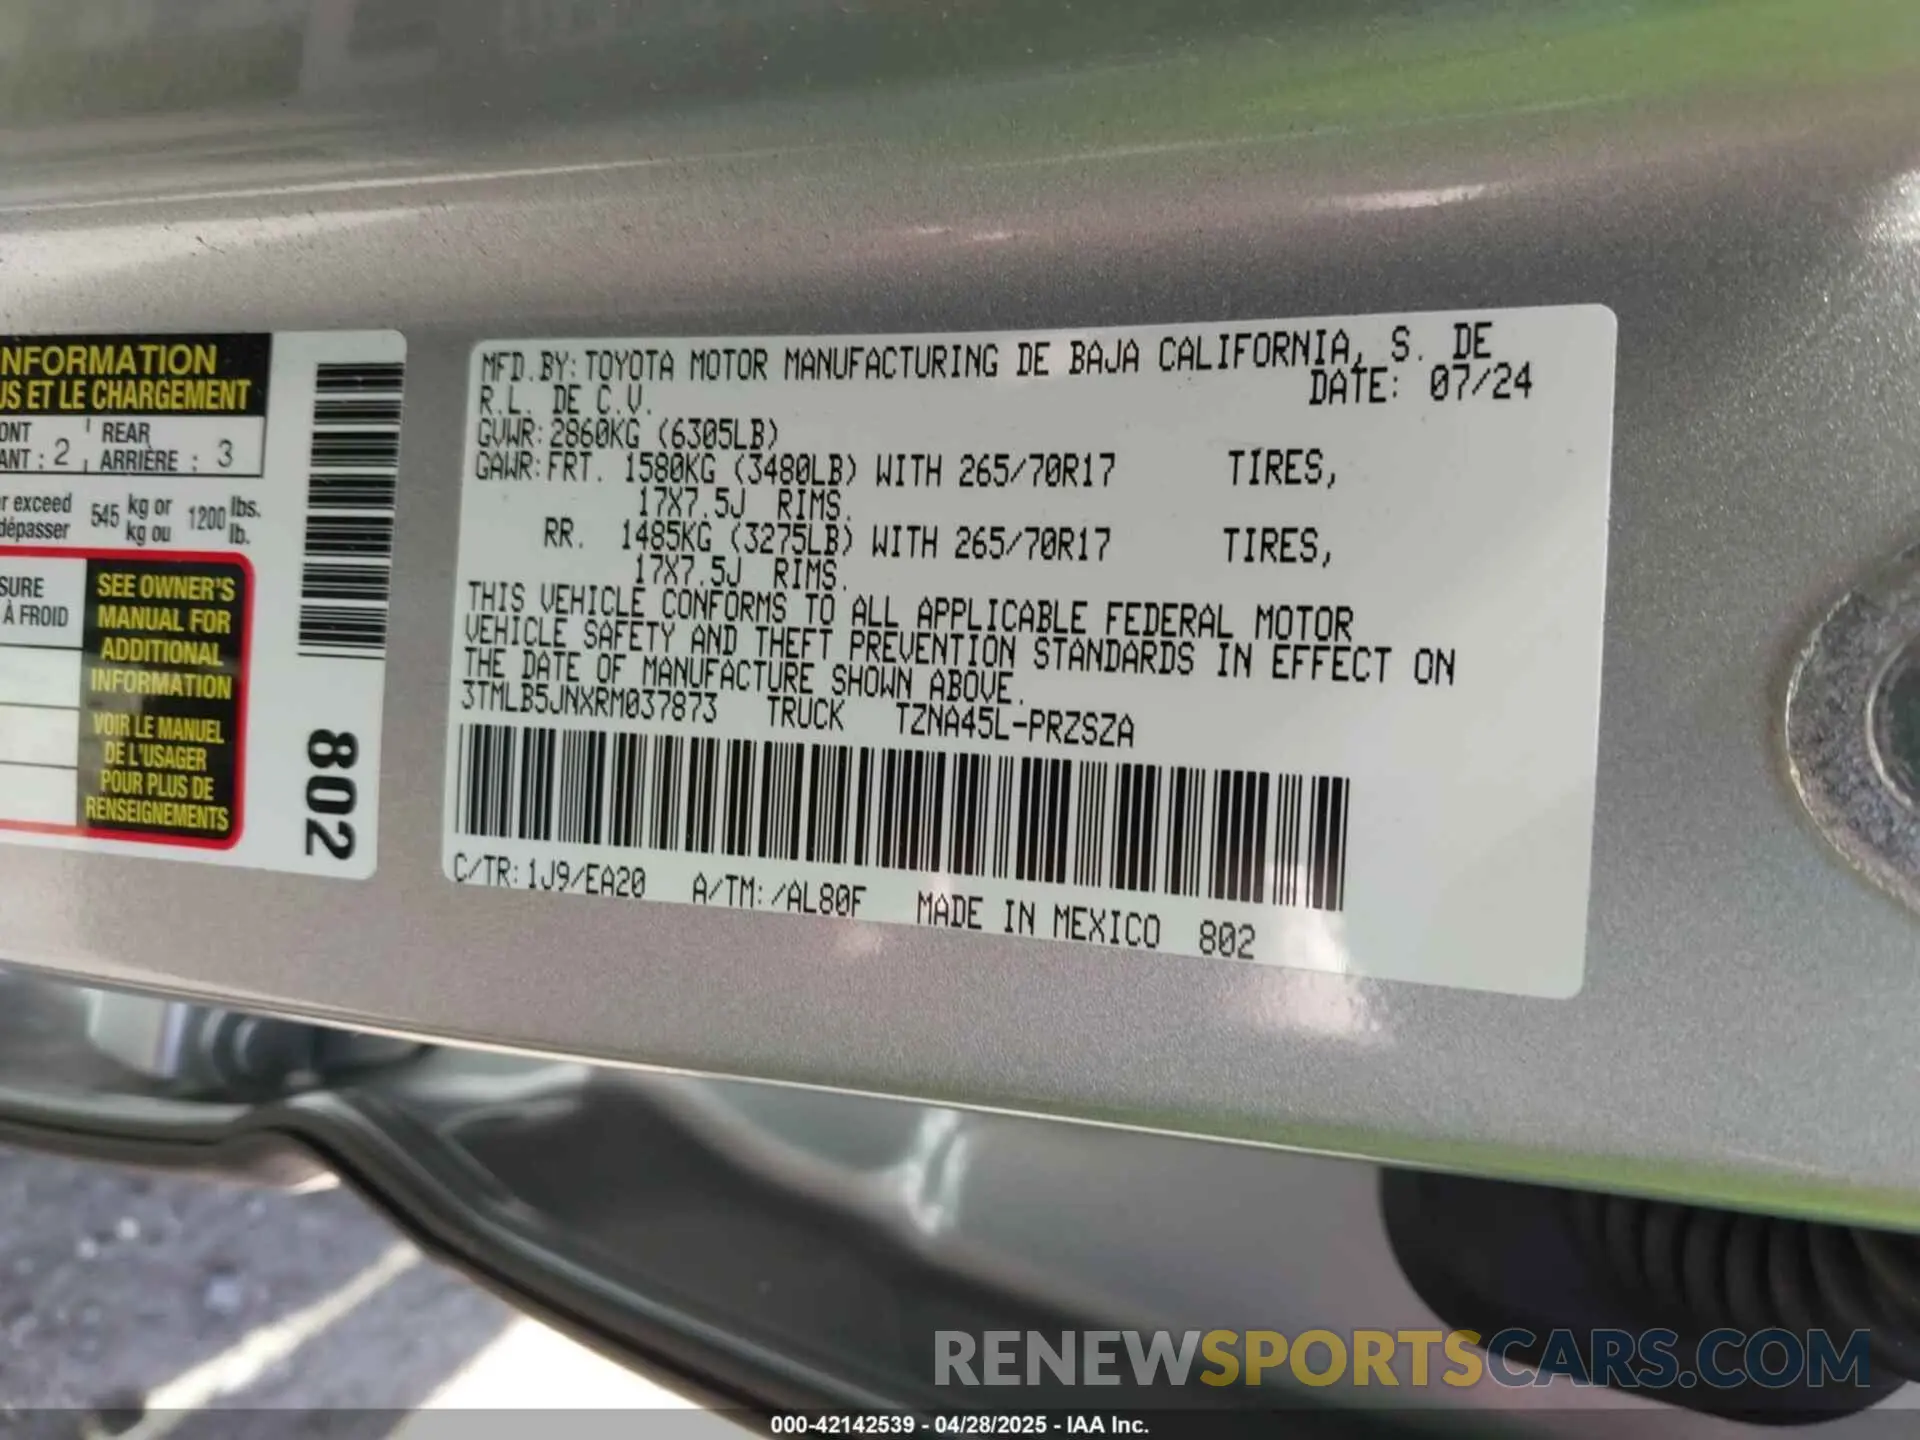 NFORMATION
US ET LE CHARGEMENT
ONT 2 REAR 3
ANT : ARRIÈRE :
r exceed 545 kg or 1200 lbs.
dépasser kg ou lb.
SURE
À FROID
SEE OWNER'S
MANUAL FOR
ADDITIONAL
INFORMATION
VOIR LE MANUEL
DE L'USAGER
POUR PLUS DE
RENSEIGNEMENTS
802
MFD.BY:TOYOTA MOTOR MANUFACTURING DE BAJA CALIFORNIA, S. DE
R.L. DE C.V. DATE: 07/24
GVWR:2860KG (6305LB)
GAWR:FRT. 1580KG (3480LB) WITH 265/70R17 TIRES,
17X7.5J RIMS.
RR. 1485KG (3275LB) WITH 265/70R17 TIRES,
17X7.5J RIMS.
THIS VEHICLE CONFORMS TO ALL APPLICABLE FEDERAL MOTOR
VEHICLE SAFETY AND THEFT PREVENTION STANDARDS IN EFFECT ON
THE DATE OF MANUFACTURE SHOWN ABOVE.
3TMLB5JNXRM037873 TRUCK TZNA45L-PRZSZA
C/TR:1J9/EA20 A/TM:/AL80F MADE IN MEXICO 802
RENEWSPORTSCARS.COM
000-42142539 - 04/28/2025 - IAA Inc.